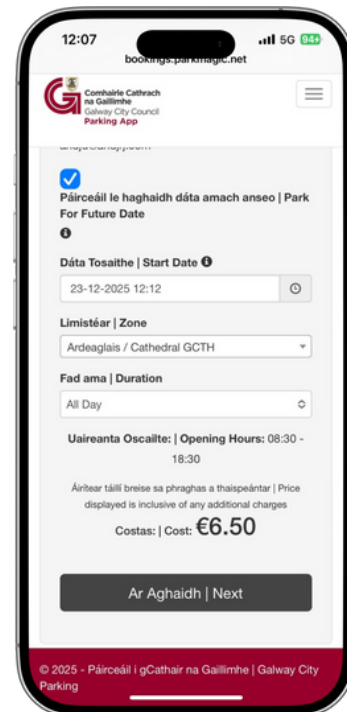 12:07
5G 94+
bookings.parkmagic.net
Comhairle Cathrach
na Gaillimhe
Galway City Council
Parking App
Páirceáil le haghaidh dáta amach anseo | Park
For Future Date
Dáta Tosaithe | Start Date
23-12-2025 12:12
Limistéar | Zone
Ardeaglais / Cathedral GCTH
Fad ama | Duration
All Day
Uaireanta Oscailte: | Opening Hours: 08:30 -
18:30
Áirítear táillí breise sa phraghas a thaispeántar | Price
displayed is inclusive of any additional charges
Costas: | Cost: €6.50
Ar Aghaidh | Next
© 2025 - Páirceáil i gCathair na Gaillimhe | Galway City
Parking